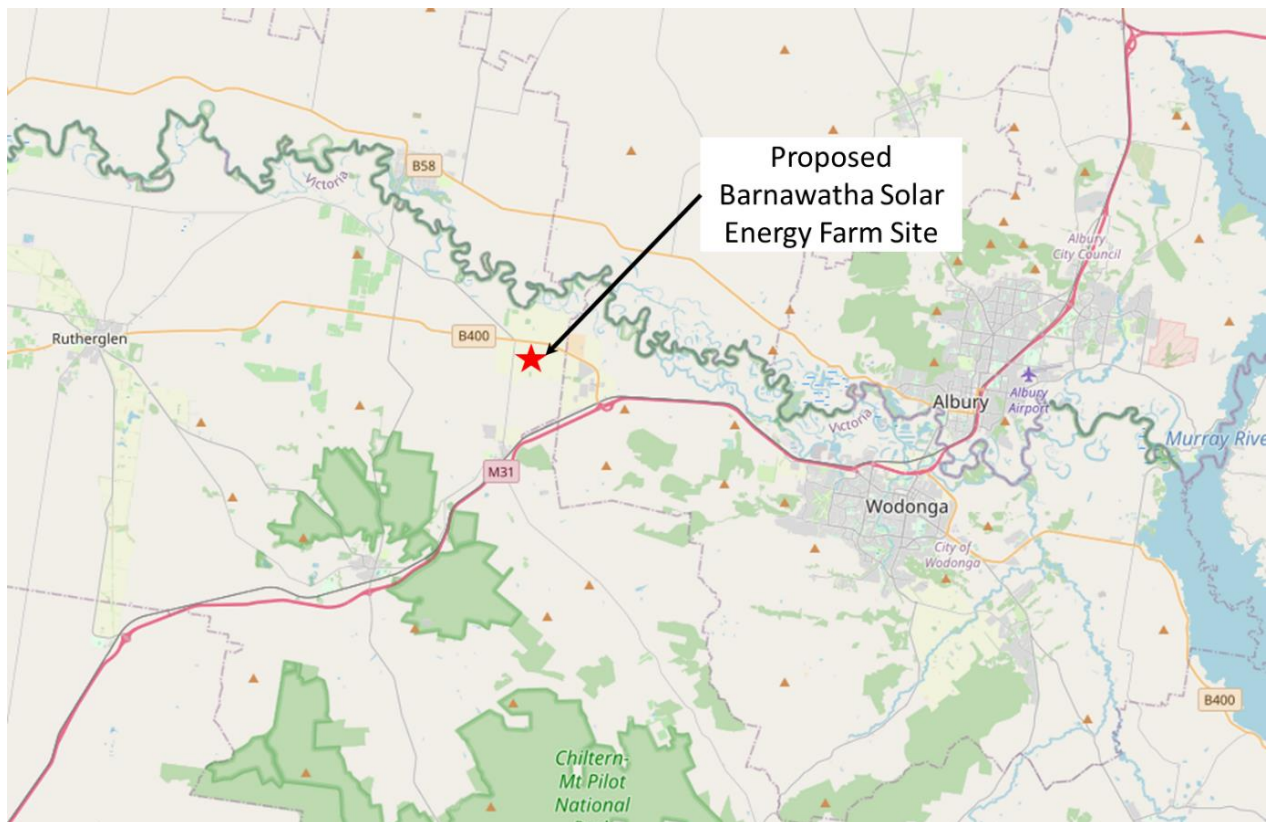 Proposed
Barnawatha Solar
Energy Farm Site
B58
Victoria
B400
Rutherglen
Albury
City Council
Albury
Albury
Airport
Victoria
Murray Rive
M31
Wodonga
City of
Wodonga
B400
Chiltern-
Mt Pilot
National